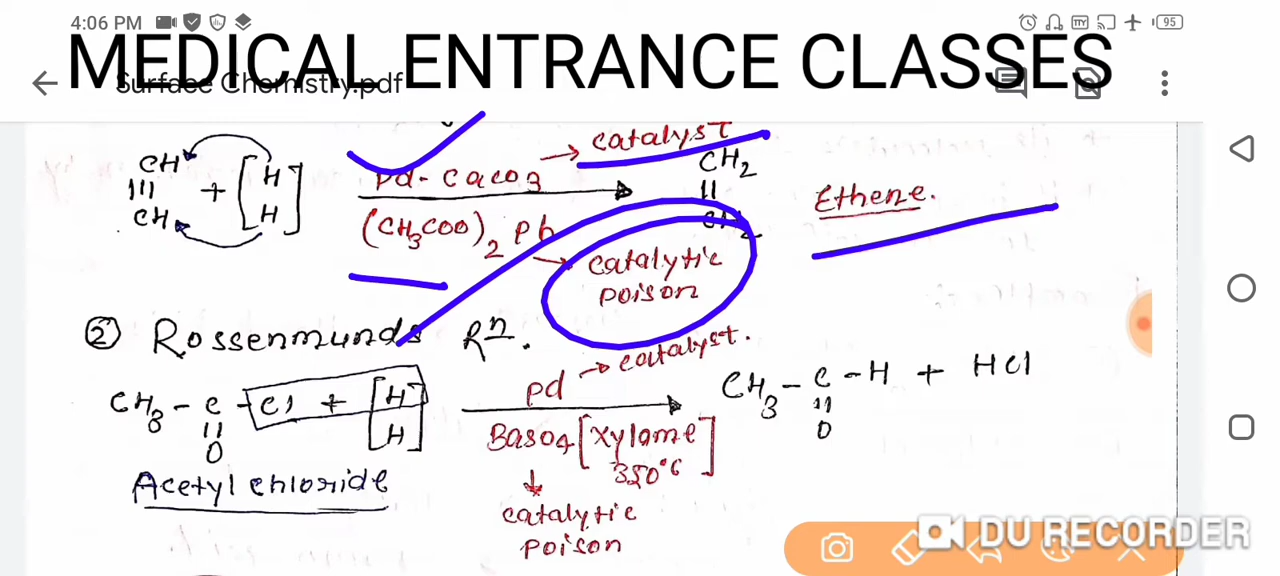 4:06 PM
95
MEDICAL ENTRANCE CLASSES
Surface Chemistry.pdf
→ catalyst
CH ≡ CH + [H H] Pd-CaCO3 → CH2 = CH2 Ethene.
(CH3COO)2 Pb → catalytic poison
② Rossenmunds Rn.
CH3 - C - Cl + [H H] pd → catalyst. CH3 - C - H + HCl
O BaSO4 [Xylame 350°C] O
Acetyl chloride
↓
catalytic
poison
DU RECORDER